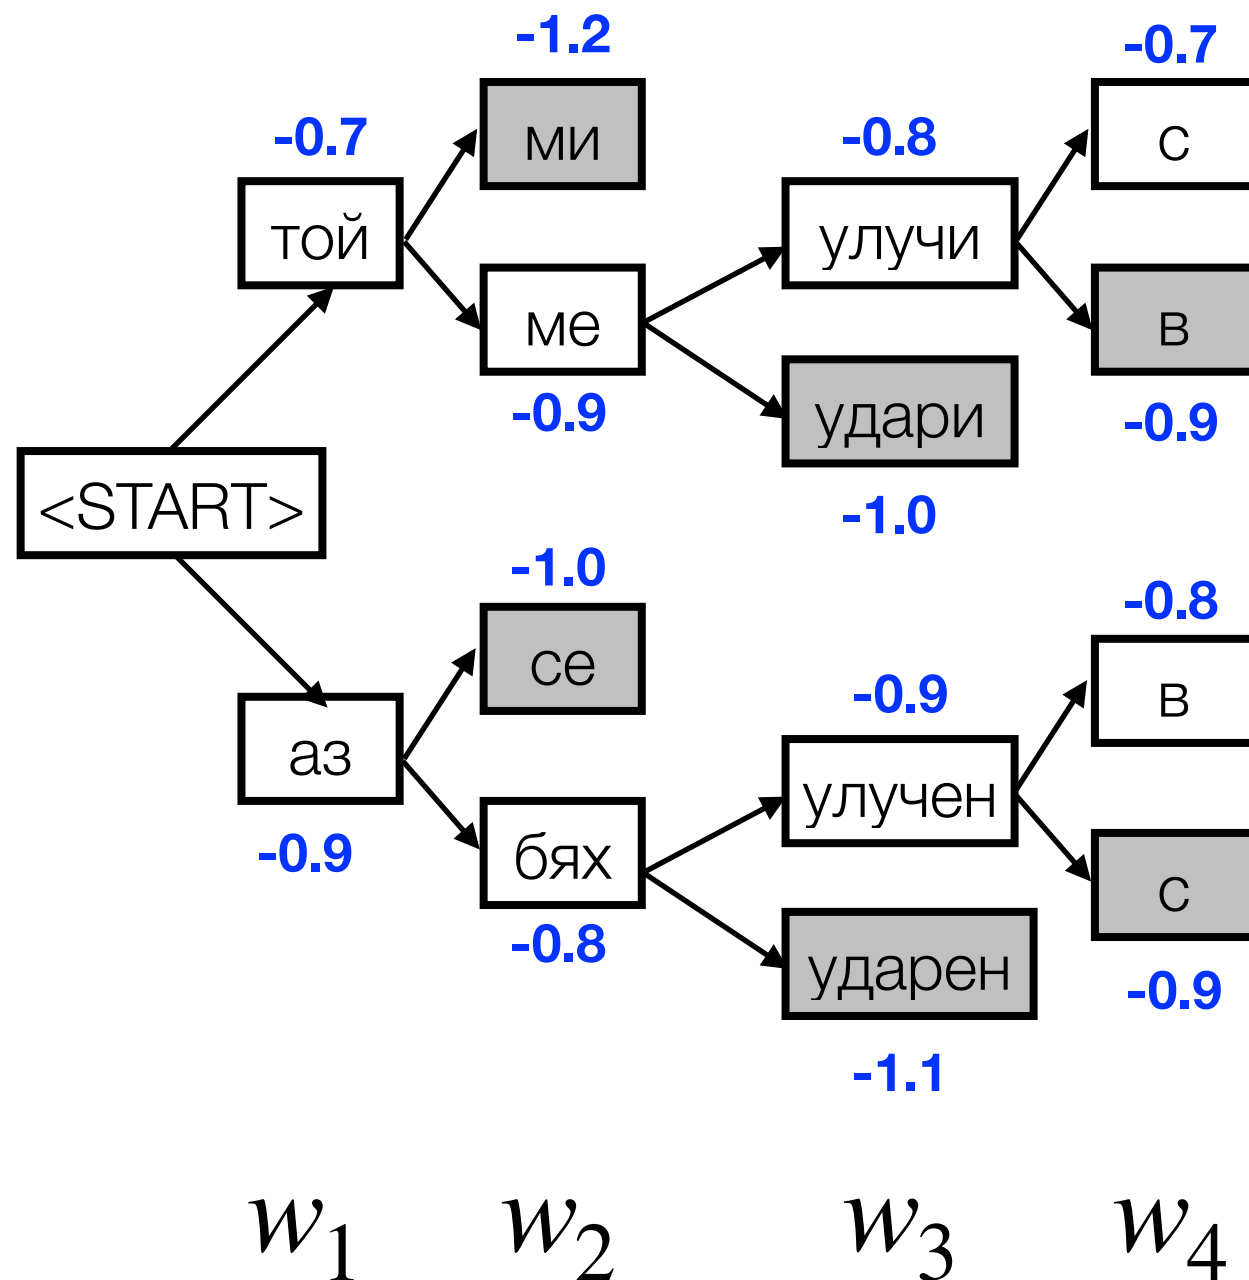 -1.2
-0.7
-0.7
ми
-0.8
с
той
улучи
ме
в
-0.9
удари
-0.9
<START>
-1.0
-1.0
-0.8
се
-0.9
в
аз
улучен
-0.9
бях
с
-0.8
ударен
-0.9
-1.1
w₁ w₂ w₃ w₄